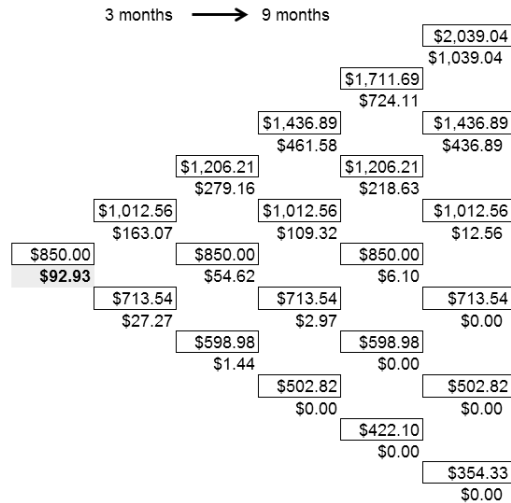 3 months → 9 months
$2,039.04
$1,039.04
$1,711.69
$724.11
$1,436.89 $1,436.89
$461.58 $436.89
$1,206.21 $1,206.21
$279.16 $218.63
$1,012.56 $1,012.56 $1,012.56
$163.07 $109.32 $12.56
$850.00 $850.00 $850.00
$92.93 $54.62 $6.10
$713.54 $713.54 $713.54
$27.27 $2.97 $0.00
$598.98 $598.98
$1.44 $0.00
$502.82 $502.82
$0.00 $0.00
$422.10
$0.00
$354.33
$0.00